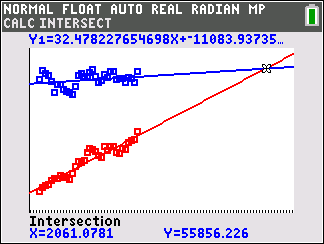 NORMAL FLOAT AUTO REAL RADIAN MP
CALC INTERSECT
Y1=32.478227654698X+-11083.93735…
Intersection
X=2061.0781 Y=55856.226